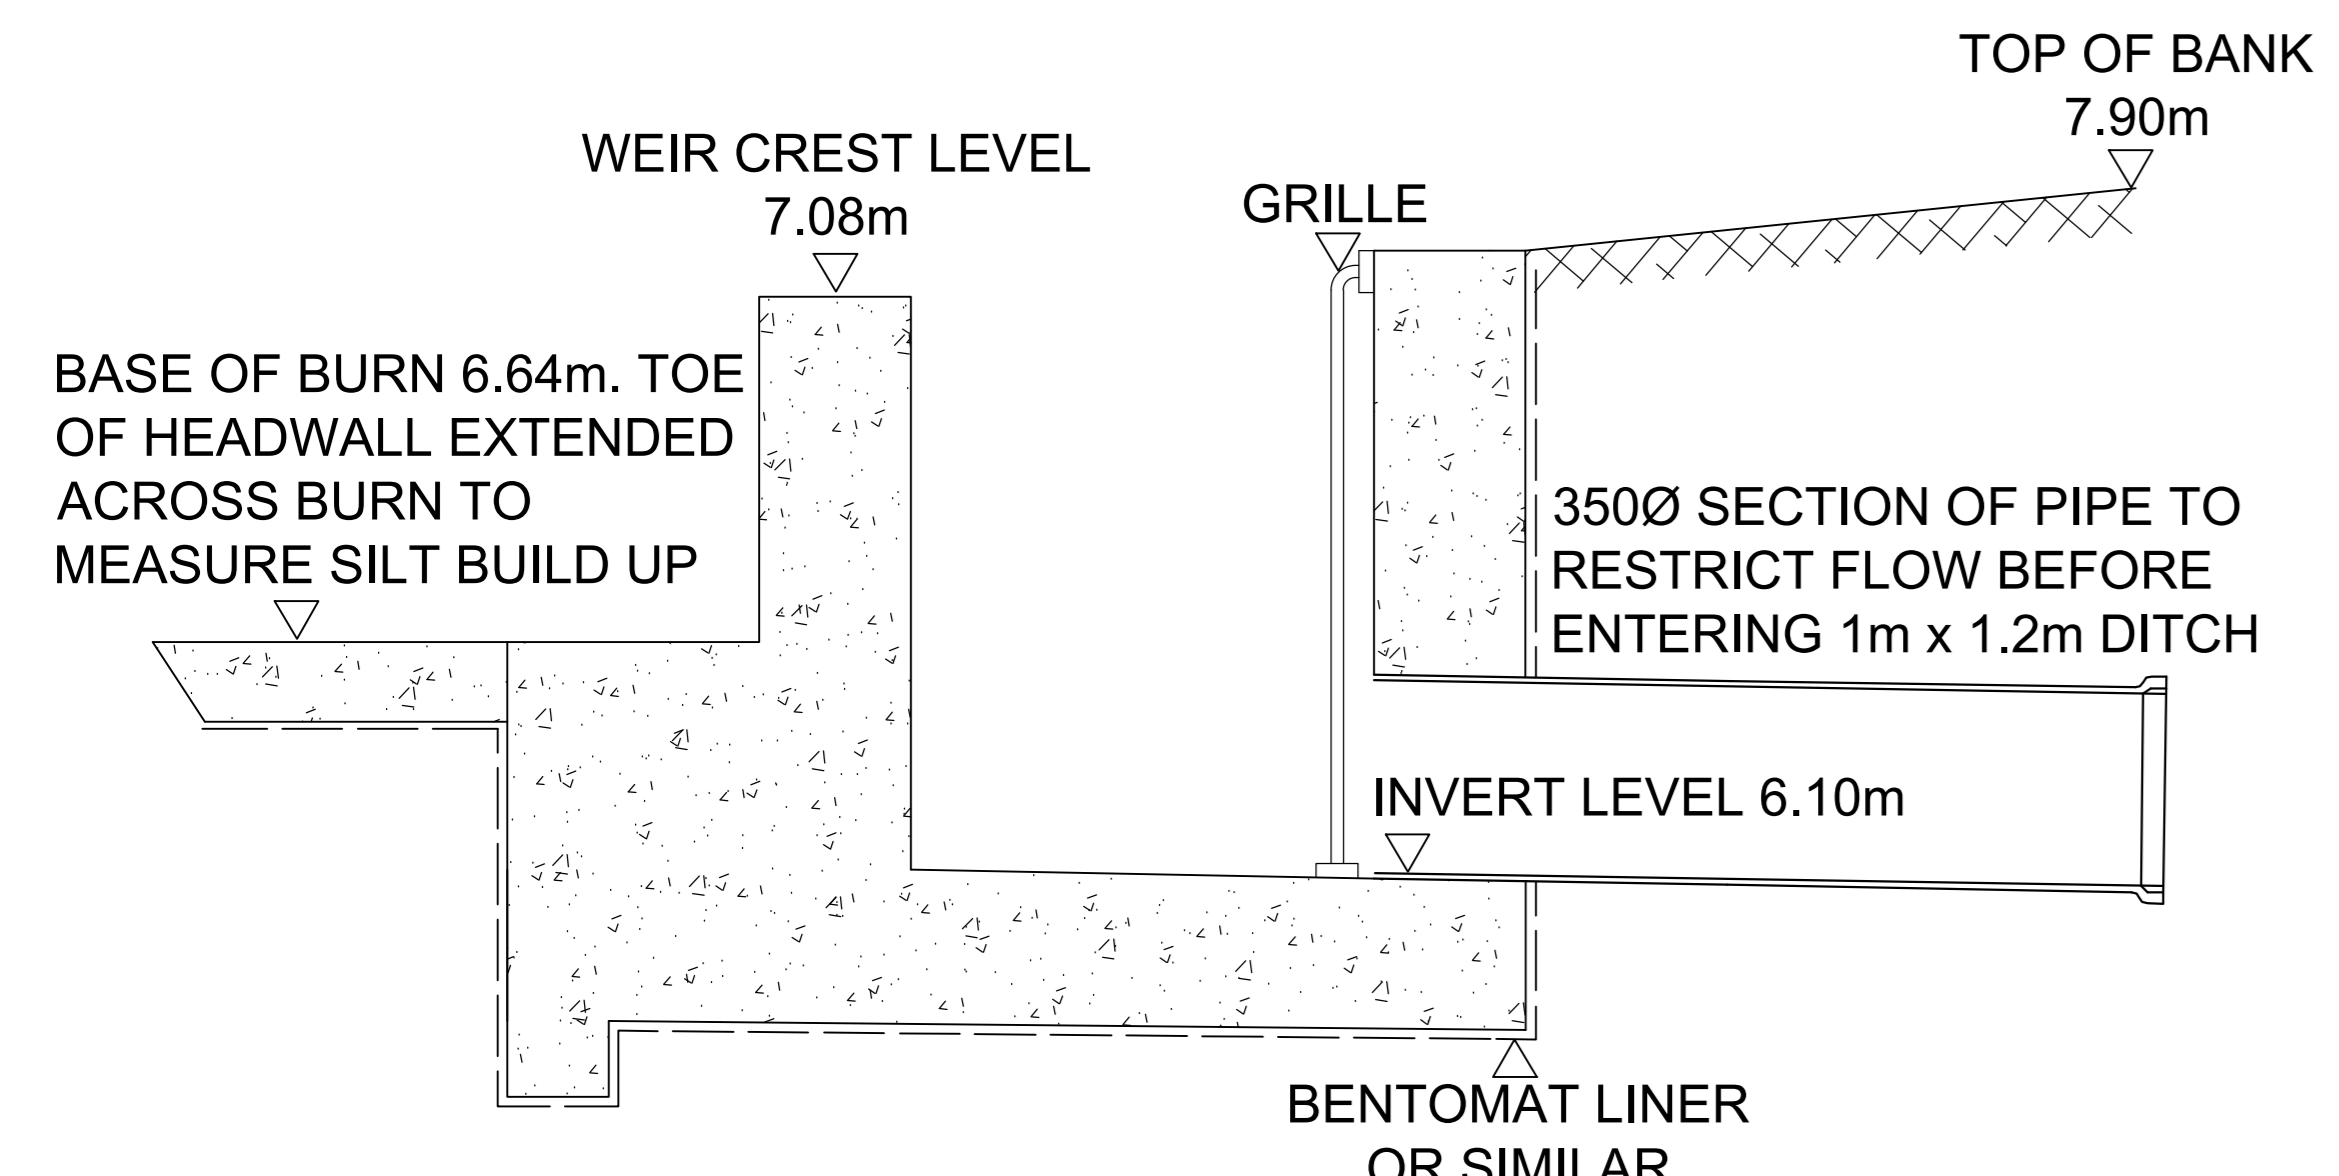 TOP OF BANK
7.90m
WEIR CREST LEVEL
7.08m
GRILLE
BASE OF BURN 6.64m. TOE
OF HEADWALL EXTENDED
ACROSS BURN TO
MEASURE SILT BUILD UP
350Ø SECTION OF PIPE TO
RESTRICT FLOW BEFORE
ENTERING 1m x 1.2m DITCH
INVERT LEVEL 6.10m
BENTOMAT LINER
OR SIMILAR